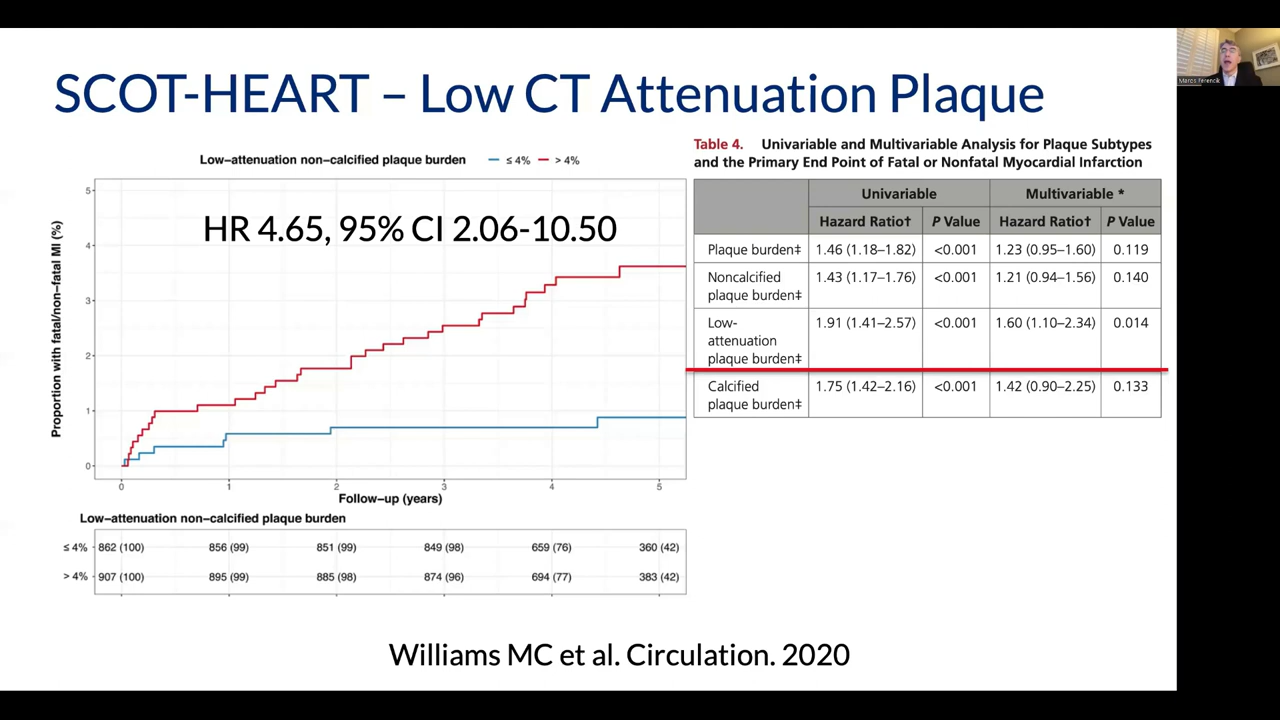 SCOT-HEART – Low CT Attenuation Plaque
Low–attenuation non–calcified plaque burden ≤ 4% > 4%
HR 4.65, 95% CI 2.06-10.50
Proportion with fatal/non–fatal MI (%)
5
4
3
2
1
0
0 1 2 3 4 5
Follow–up (years)
Low–attenuation non–calcified plaque burden
≤ 4% 862 (100) 856 (99) 851 (99) 849 (98) 659 (76) 360 (42)
> 4% 907 (100) 895 (99) 885 (98) 874 (96) 694 (77) 383 (42)
Table 4. Univariable and Multivariable Analysis for Plaque Subtypes
and the Primary End Point of Fatal or Nonfatal Myocardial Infarction
Univariable Multivariable *
Hazard Ratio† P Value Hazard Ratio† P Value
Plaque burden‡ 1.46 (1.18–1.82) <0.001 1.23 (0.95–1.60) 0.119
Noncalcified 1.43 (1.17–1.76) <0.001 1.21 (0.94–1.56) 0.140
plaque burden‡
Low- 1.91 (1.41–2.57) <0.001 1.60 (1.10–2.34) 0.014
attenuation
plaque burden‡
Calcified 1.75 (1.42–2.16) <0.001 1.42 (0.90–2.25) 0.133
plaque burden‡
Williams MC et al. Circulation. 2020